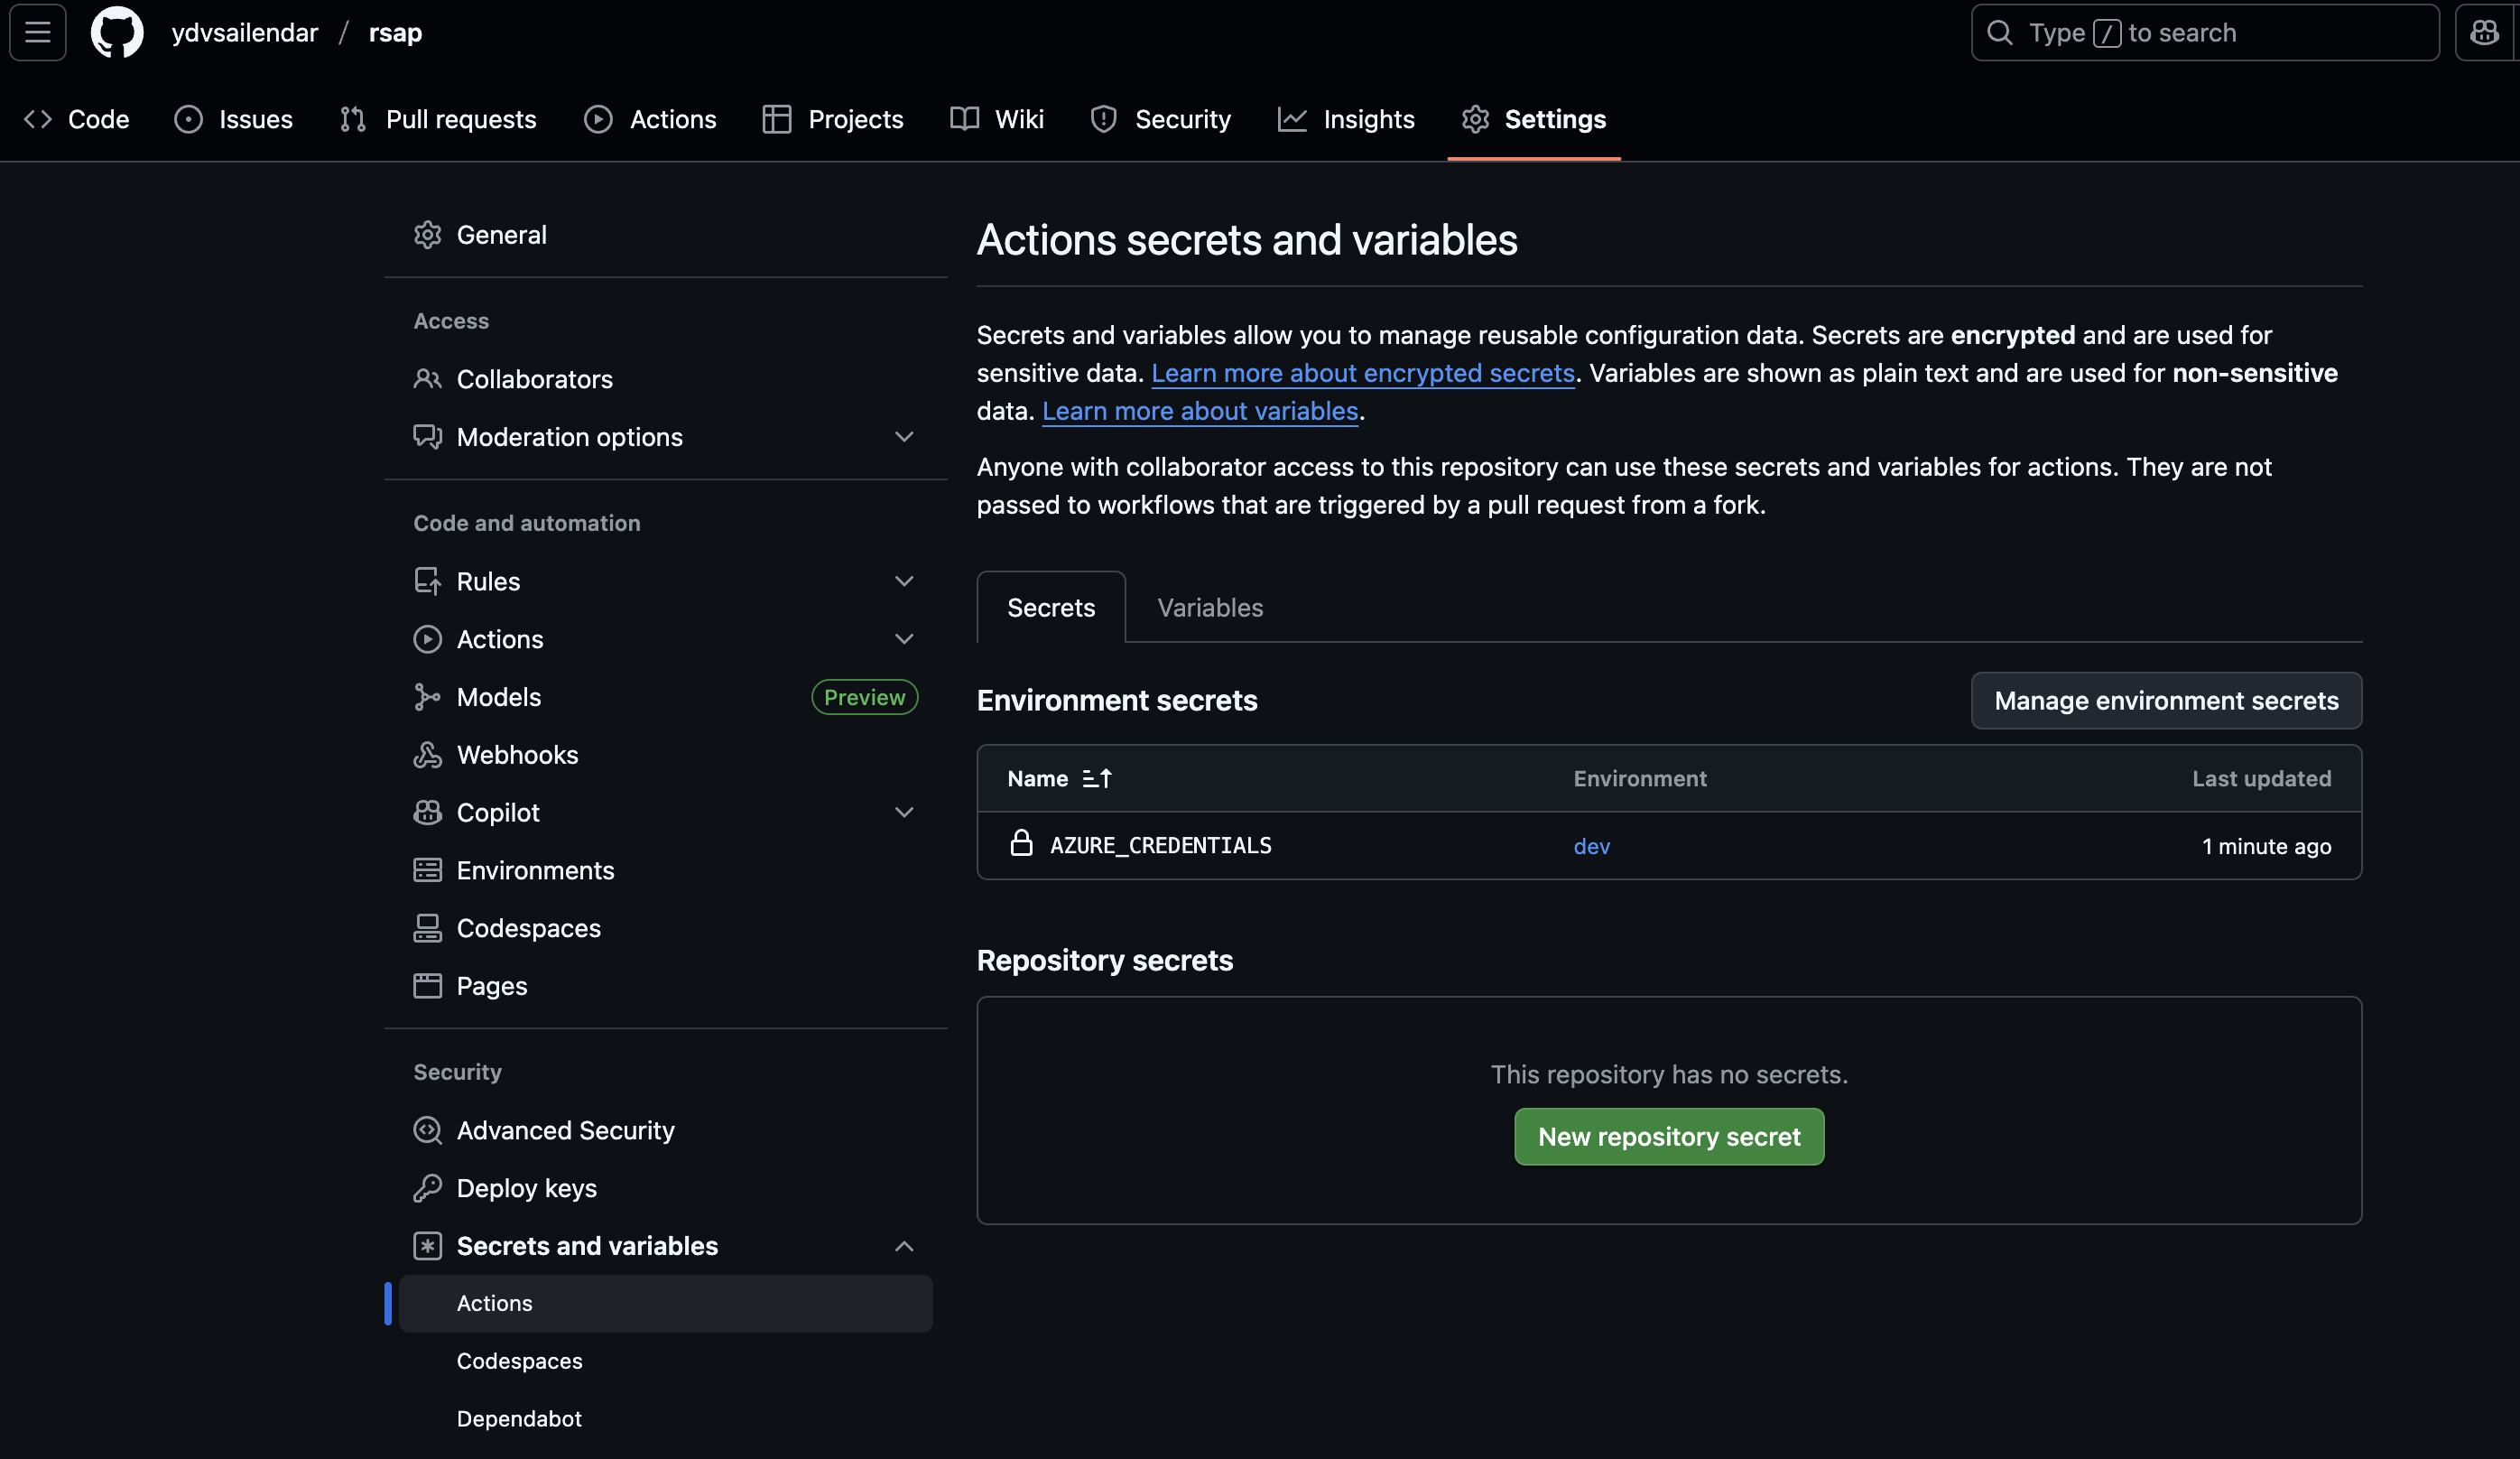 ydvsailendar / rsap
Type / to search
Code Issues Pull requests Actions Projects Wiki Security Insights Settings
General
Access
Collaborators
Moderation options
Code and automation
Rules
Actions
Models Preview
Webhooks
Copilot
Environments
Codespaces
Pages
Security
Advanced Security
Deploy keys
Secrets and variables
Actions
Codespaces
Dependabot
Actions secrets and variables
Secrets and variables allow you to manage reusable configuration data. Secrets are encrypted and are used for
sensitive data. Learn more about encrypted secrets. Variables are shown as plain text and are used for non-sensitive
data. Learn more about variables.
Anyone with collaborator access to this repository can use these secrets and variables for actions. They are not
passed to workflows that are triggered by a pull request from a fork.
Secrets Variables
Environment secrets Manage environment secrets
Name Environment Last updated
AZURE_CREDENTIALS dev 1 minute ago
Repository secrets
This repository has no secrets.
New repository secret